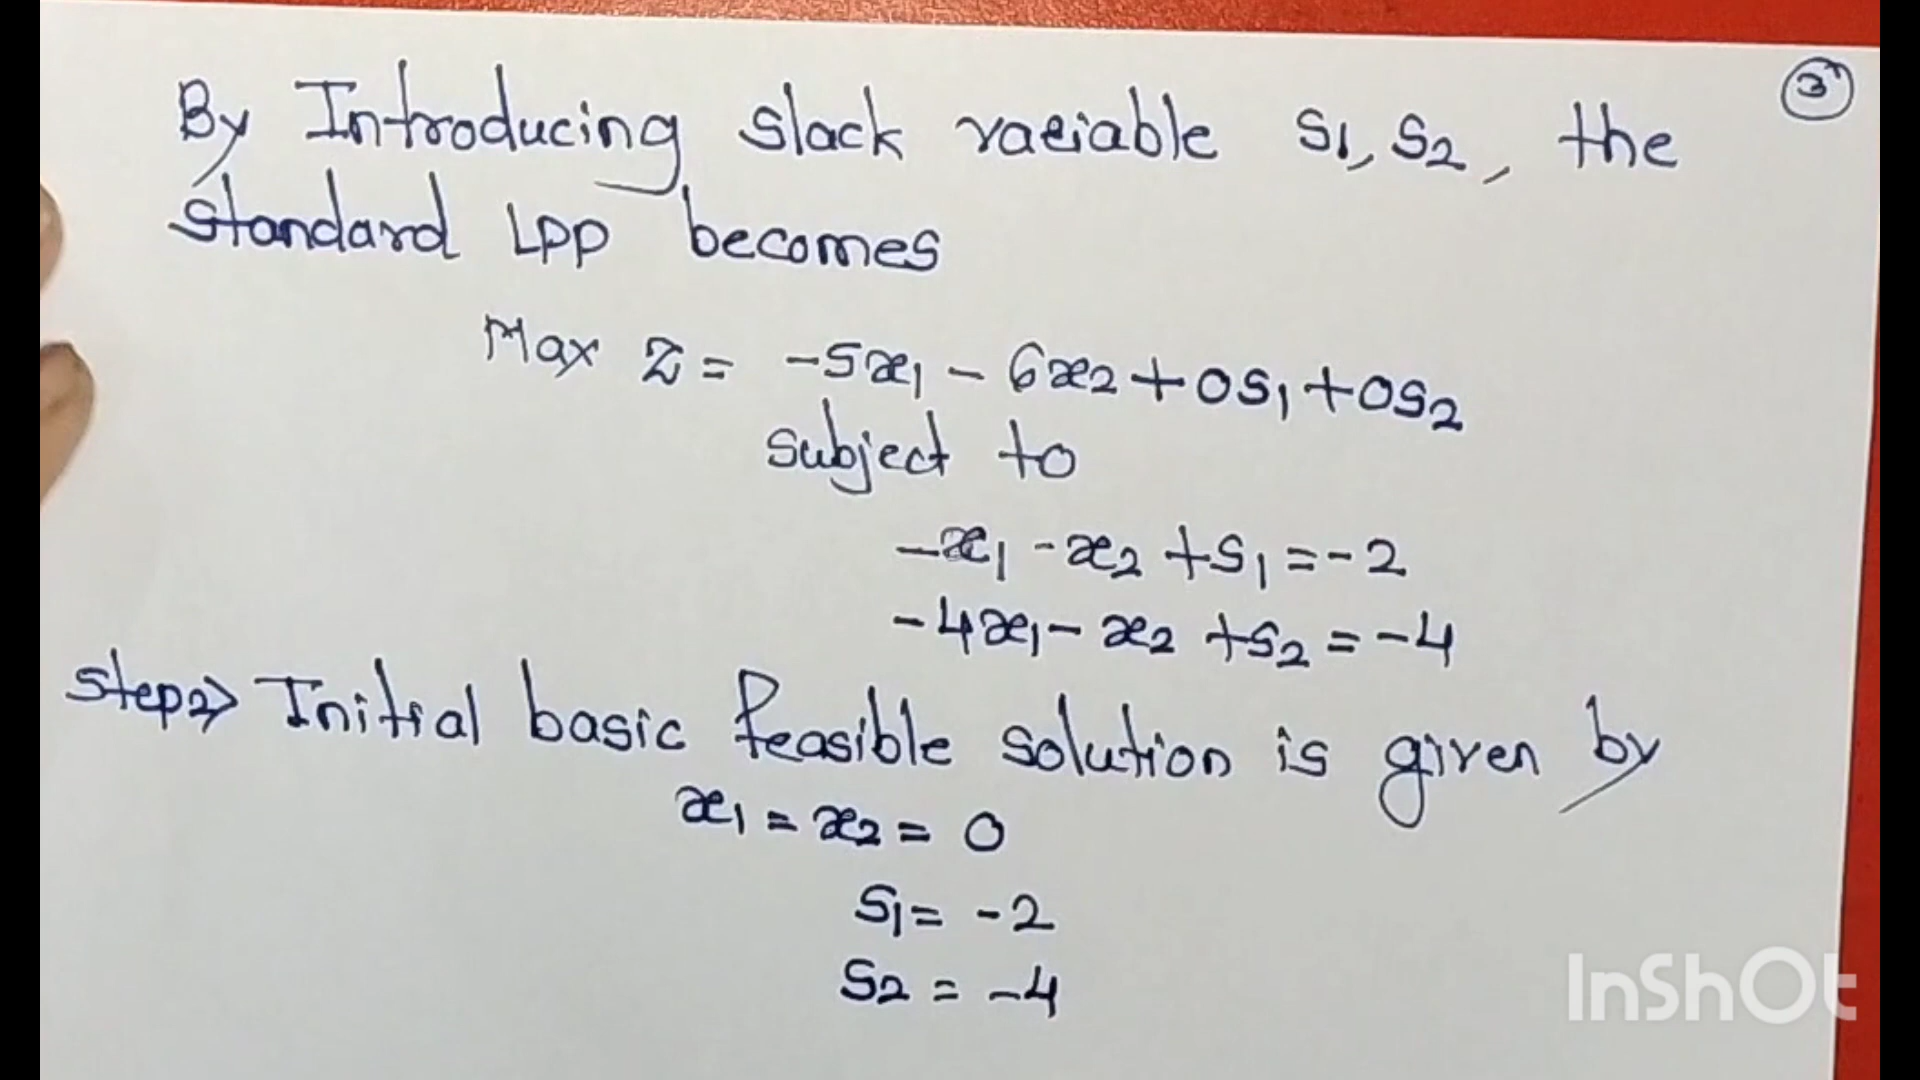 3
By Introducing slack variable S1, S2, the
standard LPP becomes
Max Z = -5x1 - 6x2 + 0S1 + 0S2
subject to
-x1 - x2 + S1 = -2
-4x1 - x2 + S2 = -4
step2> Initial basic feasible solution is given by
x1 = x2 = 0
S1 = -2
S2 = -4
InShOt